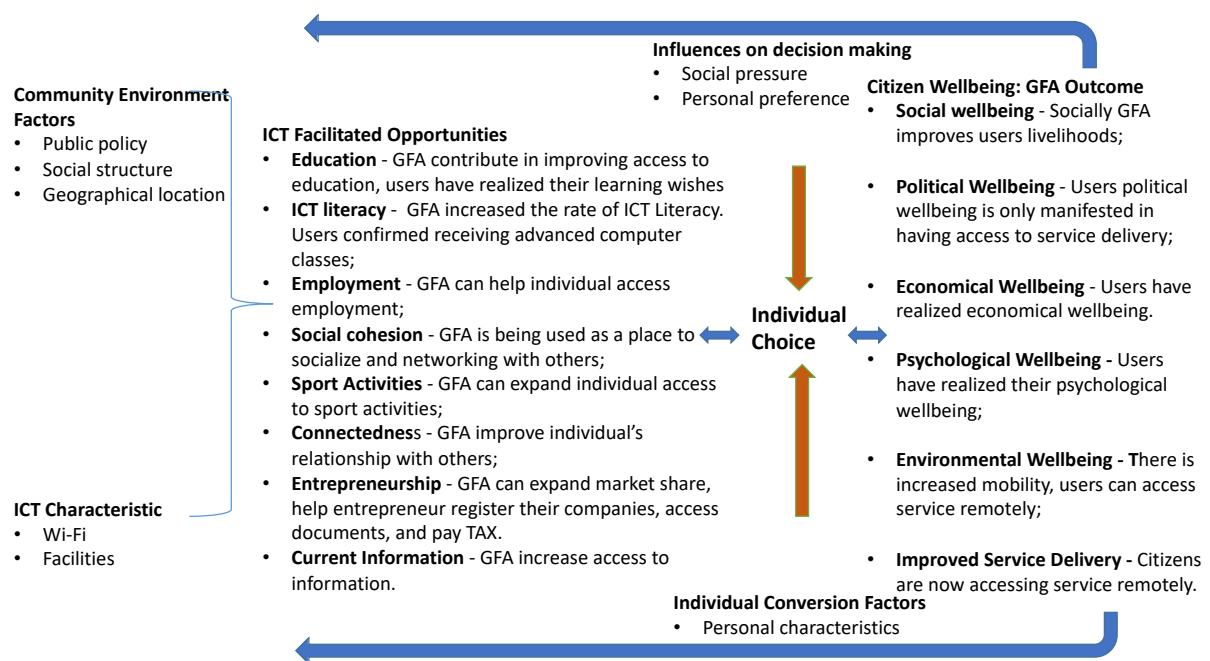 Influences on decision making
• Social pressure
• Personal preference
Community Environment
Factors
• Public policy
• Social structure
• Geographical location
ICT Characteristic
• Wi-Fi
• Facilities
ICT Facilitated Opportunities
• Education - GFA contribute in improving access to
education, users have realized their learning wishes
• ICT literacy - GFA increased the rate of ICT Literacy.
Users confirmed receiving advanced computer
classes;
• Employment - GFA can help individual access
employment;
• Social cohesion - GFA is being used as a place to
socialize and networking with others;
• Sport Activities - GFA can expand individual access
to sport activities;
• Connectedness - GFA improve individual’s
relationship with others;
• Entrepreneurship - GFA can expand market share,
help entrepreneur register their companies, access
documents, and pay TAX.
• Current Information - GFA increase access to
information.
Individual
Choice
Citizen Wellbeing: GFA Outcome
• Social wellbeing - Socially GFA
improves users livelihoods;
• Political Wellbeing - Users political
wellbeing is only manifested in
having access to service delivery;
• Economical Wellbeing - Users have
realized economical wellbeing.
• Psychological Wellbeing - Users
have realized their psychological
wellbeing;
• Environmental Wellbeing - There is
increased mobility, users can access
service remotely;
• Improved Service Delivery - Citizens
are now accessing service remotely.
Individual Conversion Factors
• Personal characteristics